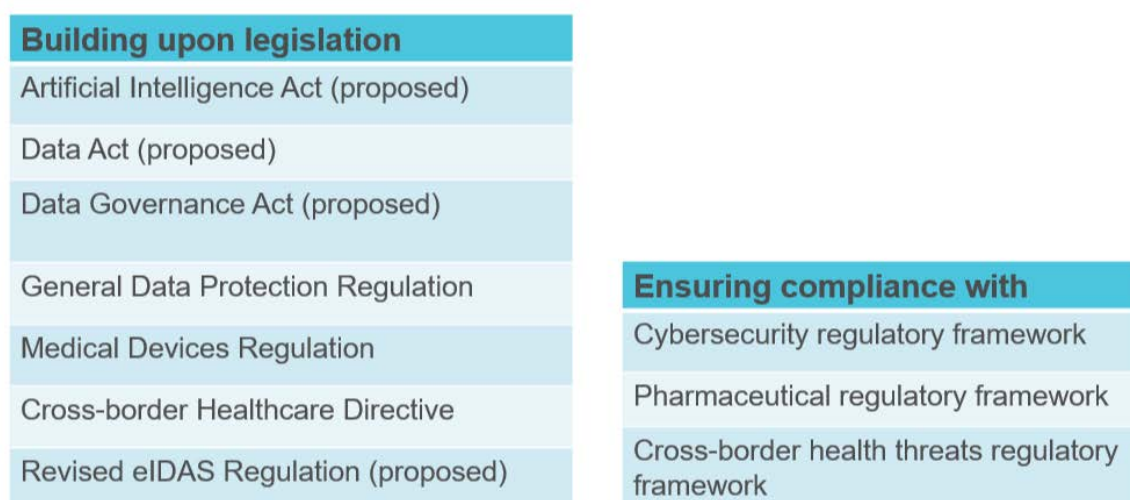 Building upon legislation
Artificial Intelligence Act (proposed)
Data Act (proposed)
Data Governance Act (proposed)
General Data Protection Regulation
Medical Devices Regulation
Cross-border Healthcare Directive
Revised eIDAS Regulation (proposed)
Ensuring compliance with
Cybersecurity regulatory framework
Pharmaceutical regulatory framework
Cross-border health threats regulatory
framework